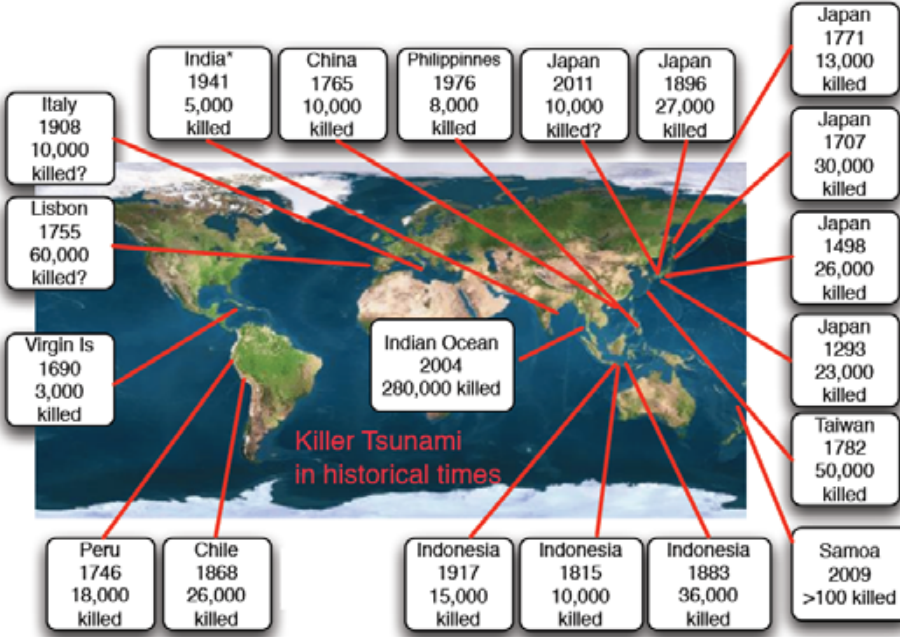 India*
1941
5,000
killed
China
1765
10,000
killed
Philippinnes
1976
8,000
killed
Japan
2011
10,000
killed?
Japan
1896
27,000
killed
Japan
1771
13,000
killed
Italy
1908
10,000
killed?
Japan
1707
30,000
killed
Lisbon
1755
60,000
killed?
Japan
1498
26,000
killed
Virgin Is
1690
3,000
killed
Indian Ocean
2004
280,000 killed
Japan
1293
23,000
killed
Killer Tsunami
in historical times
Taiwan
1782
50,000
killed
Peru
1746
18,000
killed
Chile
1868
26,000
killed
Indonesia
1917
15,000
killed
Indonesia
1815
10,000
killed
Indonesia
1883
36,000
killed
Samoa
2009
>100 killed